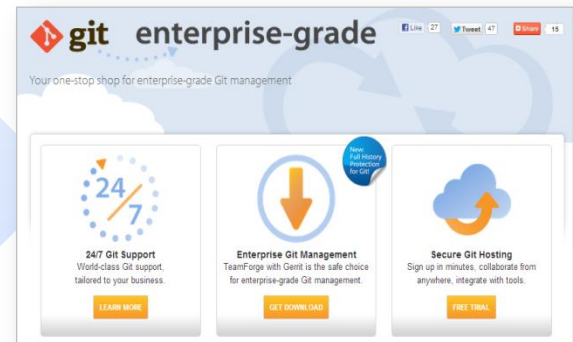 git enterprise-grade
Like 27 Tweet 47 Share 15
Your one-stop shop for enterprise-grade Git management
24/7
New:
Full History
Protection
for Git!
24/7 Git Support
World-class Git support,
tailored to your business.
LEARN MORE
Enterprise Git Management
TeamForge with Gerrit is the safe choice
for enterprise-grade Git management.
GET DOWNLOAD
Secure Git Hosting
Sign up in minutes, collaborate from
anywhere, integrate with tools.
FREE TRIAL